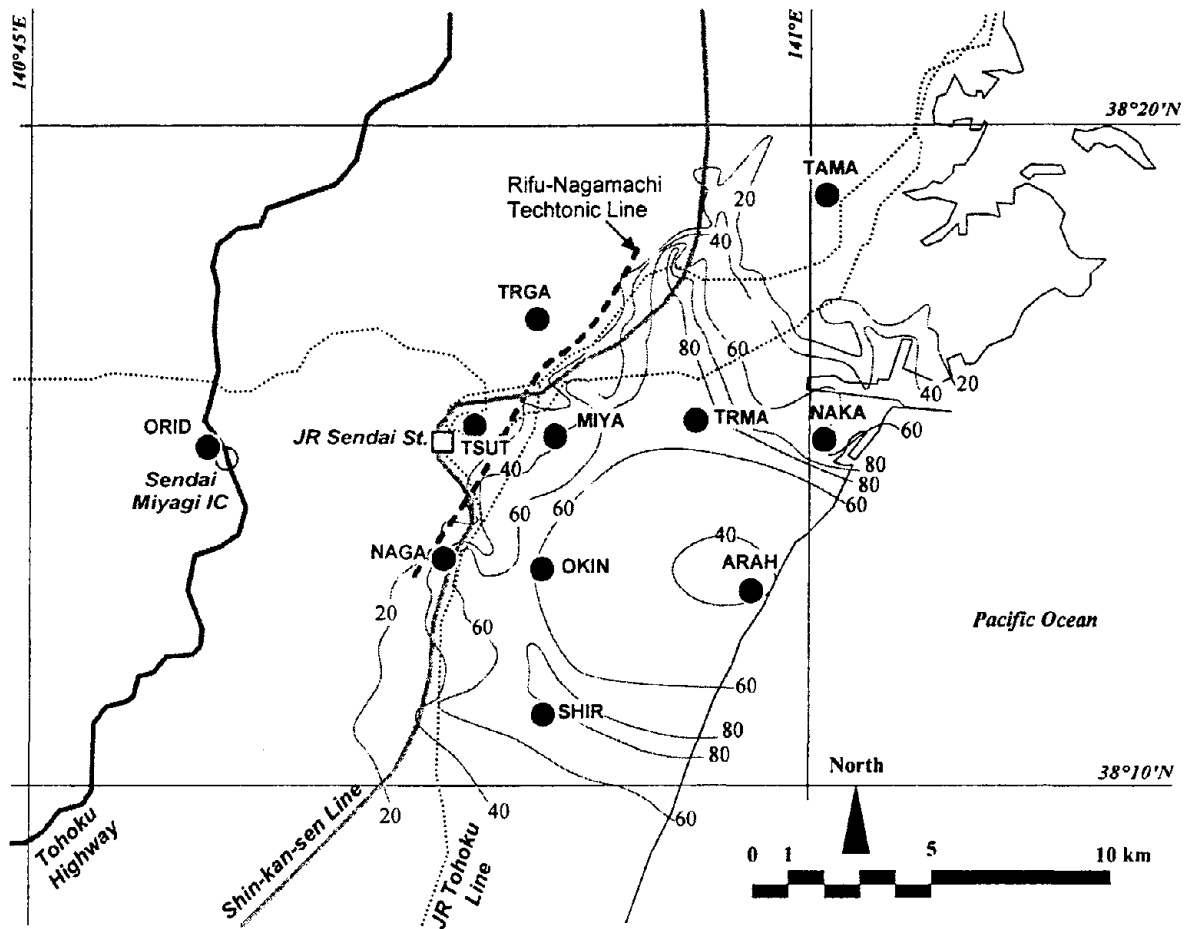 140°45'E
141°E
38°20'N
TAMA
Rifu-Nagamachi
Techtonic Line
20
40
TRGA
80
60
20
40
ORID
JR Sendai St.
TSUT
MIYA
TRMA
NAKA
60
Sendai
Miyagi IC
40
80
80
60
60
60
NAGA
OKIN
40
ARAH
20
60
Pacific Ocean
60
SHIR
80
80
North
38°10'N
20
40
60
Tohoku
Highway
Shin-kan-sen Line
JR Tohoku
Line
0 1 5 10 km